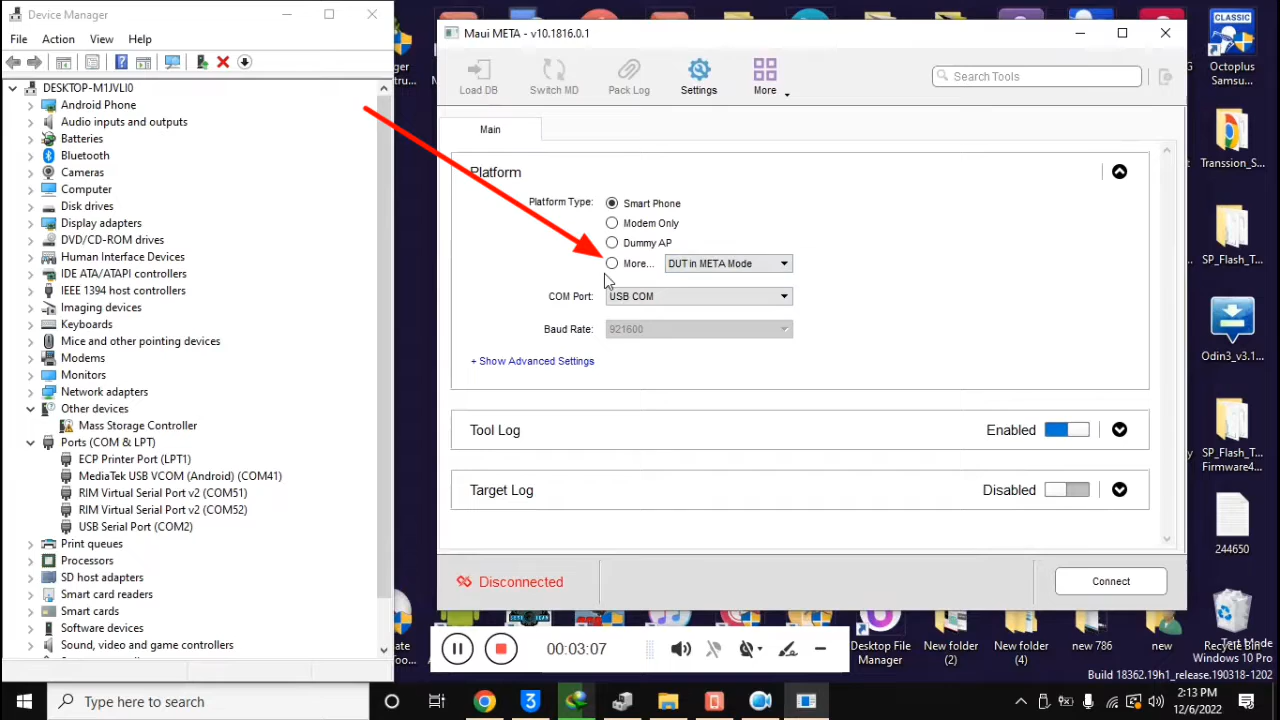 Device Manager
File Action View Help
DESKTOP-M1JVLI0
Android Phone
Audio inputs and outputs
Batteries
Bluetooth
Cameras
Computer
Disk drives
Display adapters
DVD/CD-ROM drives
Human Interface Devices
IDE ATA/ATAPI controllers
IEEE 1394 host controllers
Imaging devices
Keyboards
Mice and other pointing devices
Modems
Monitors
Network adapters
Other devices
Mass Storage Controller
Ports (COM & LPT)
ECP Printer Port (LPT1)
MediaTek USB VCOM (Android) (COM41)
RIM Virtual Serial Port v2 (COM51)
RIM Virtual Serial Port v2 (COM52)
USB Serial Port (COM2)
Print queues
Processors
SD host adapters
Smart card readers
Smart cards
Software devices
Sound, video and game controllers
Maui META - v10.1816.0.1
Load DB Switch MD Pack Log Settings More
Search Tools
Main
Platform
Platform Type: Smart Phone
Modem Only
Dummy AP
More... DUT in META Mode
COM Port: USB COM
Baud Rate: 921600
+ Show Advanced Settings
Tool Log Enabled
Target Log Disabled
Disconnected Connect
CLASSIC
Octoplus
Samsu...
Transsion_S...
SP_Flash_T...
Odin3_v3.1...
SP_Flash_T...
Firmware4...
244650
Desktop File
Manager
New folder
(2)
New folder
(4)
new 786
new
Recycle Bin
00:03:07
Test Mode
Windows 10 Pro
Build 18362.19h1_release.190318-1202
Type here to search
2:13 PM
12/6/2022